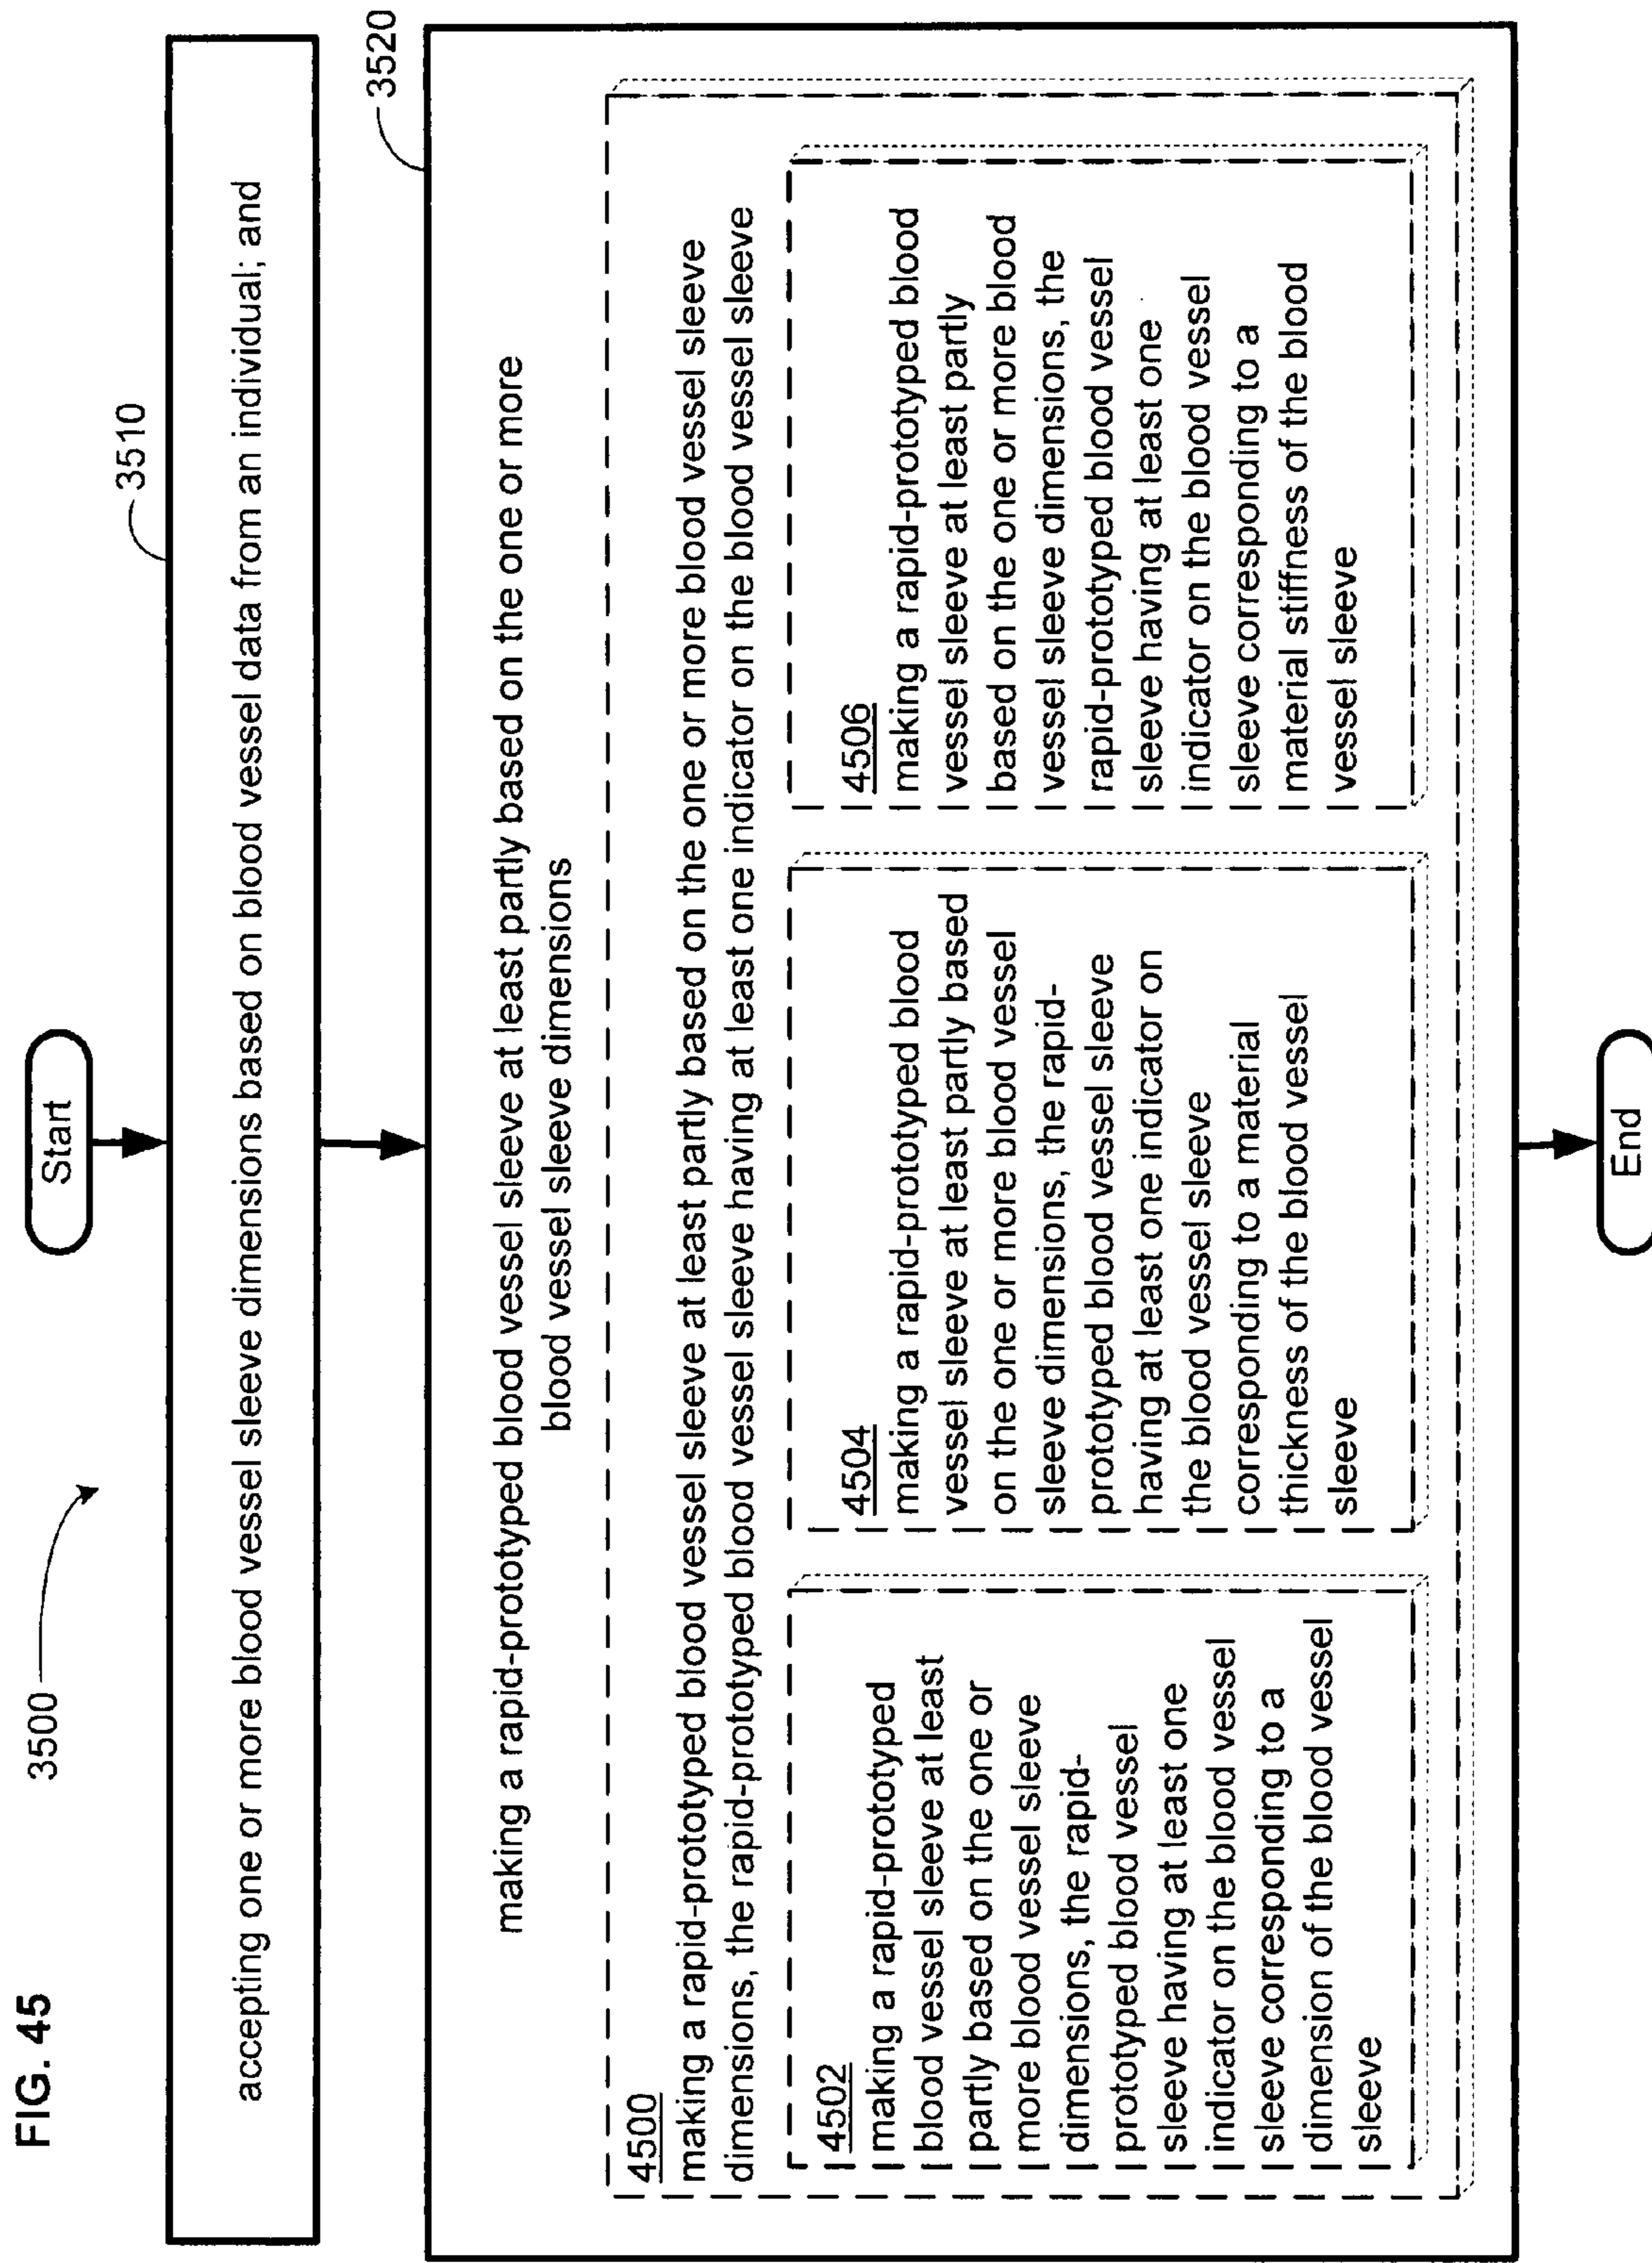 FIG. 45
3500
Start
3510
accepting one or more blood vessel sleeve dimensions based on blood vessel data from an individual; and
3520
making a rapid-prototyped blood vessel sleeve at least partly based on the one or more
blood vessel sleeve dimensions
4500
making a rapid-prototyped blood vessel sleeve at least partly based on the one or more blood vessel sleeve
dimensions, the rapid-prototyped blood vessel sleeve having at least one indicator on the blood vessel sleeve
4502
making a rapid-prototyped
blood vessel sleeve at least
partly based on the one or
more blood vessel sleeve
dimensions, the rapid-
prototyped blood vessel
sleeve having at least one
indicator on the blood vessel
sleeve corresponding to a
dimension of the blood vessel
sleeve
4504
making a rapid-prototyped blood
vessel sleeve at least partly based
on the one or more blood vessel
sleeve dimensions, the rapid-
prototyped blood vessel sleeve
having at least one indicator on
the blood vessel sleeve
corresponding to a material
thickness of the blood vessel
sleeve
4506
making a rapid-prototyped blood
vessel sleeve at least partly
based on the one or more blood
vessel sleeve dimensions, the
rapid-prototyped blood vessel
sleeve having at least one
indicator on the blood vessel
sleeve corresponding to a
material stiffness of the blood
vessel sleeve
End